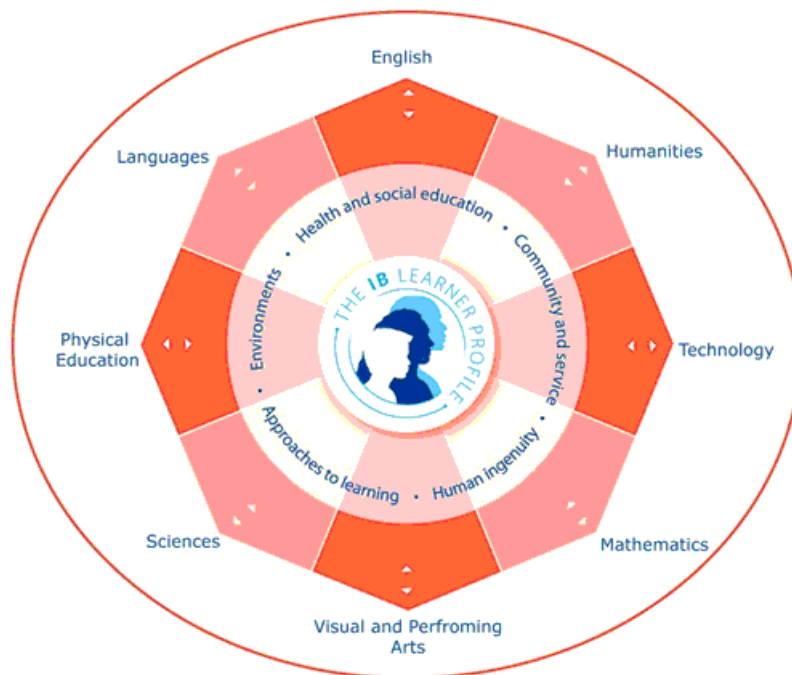 English
Languages
Humanities
Health and social education
•
Community and service
•
Human ingenuity
•
Approaches to learning
•
Environments
•
THE IB LEARNER PROFILE
Physical
Education
Technology
Sciences
Mathematics
Visual and Perfroming
Arts